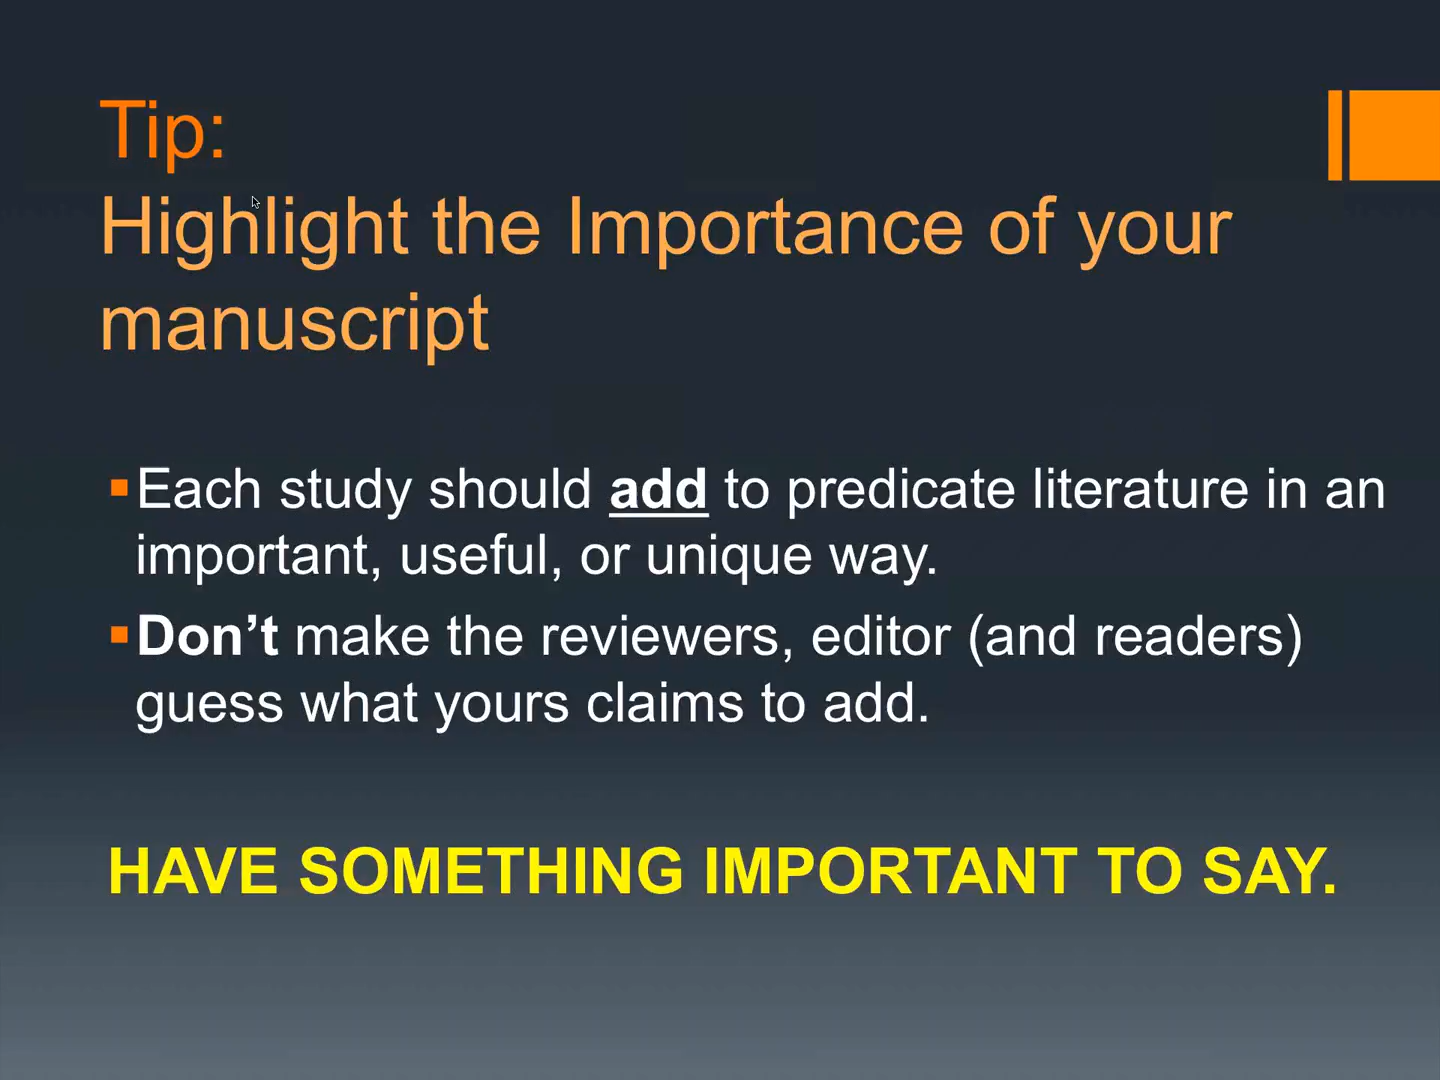 Tip:
Highlight the Importance of your
manuscript
Each study should add to predicate literature in an
important, useful, or unique way.
Don’t make the reviewers, editor (and readers)
guess what yours claims to add.
HAVE SOMETHING IMPORTANT TO SAY.